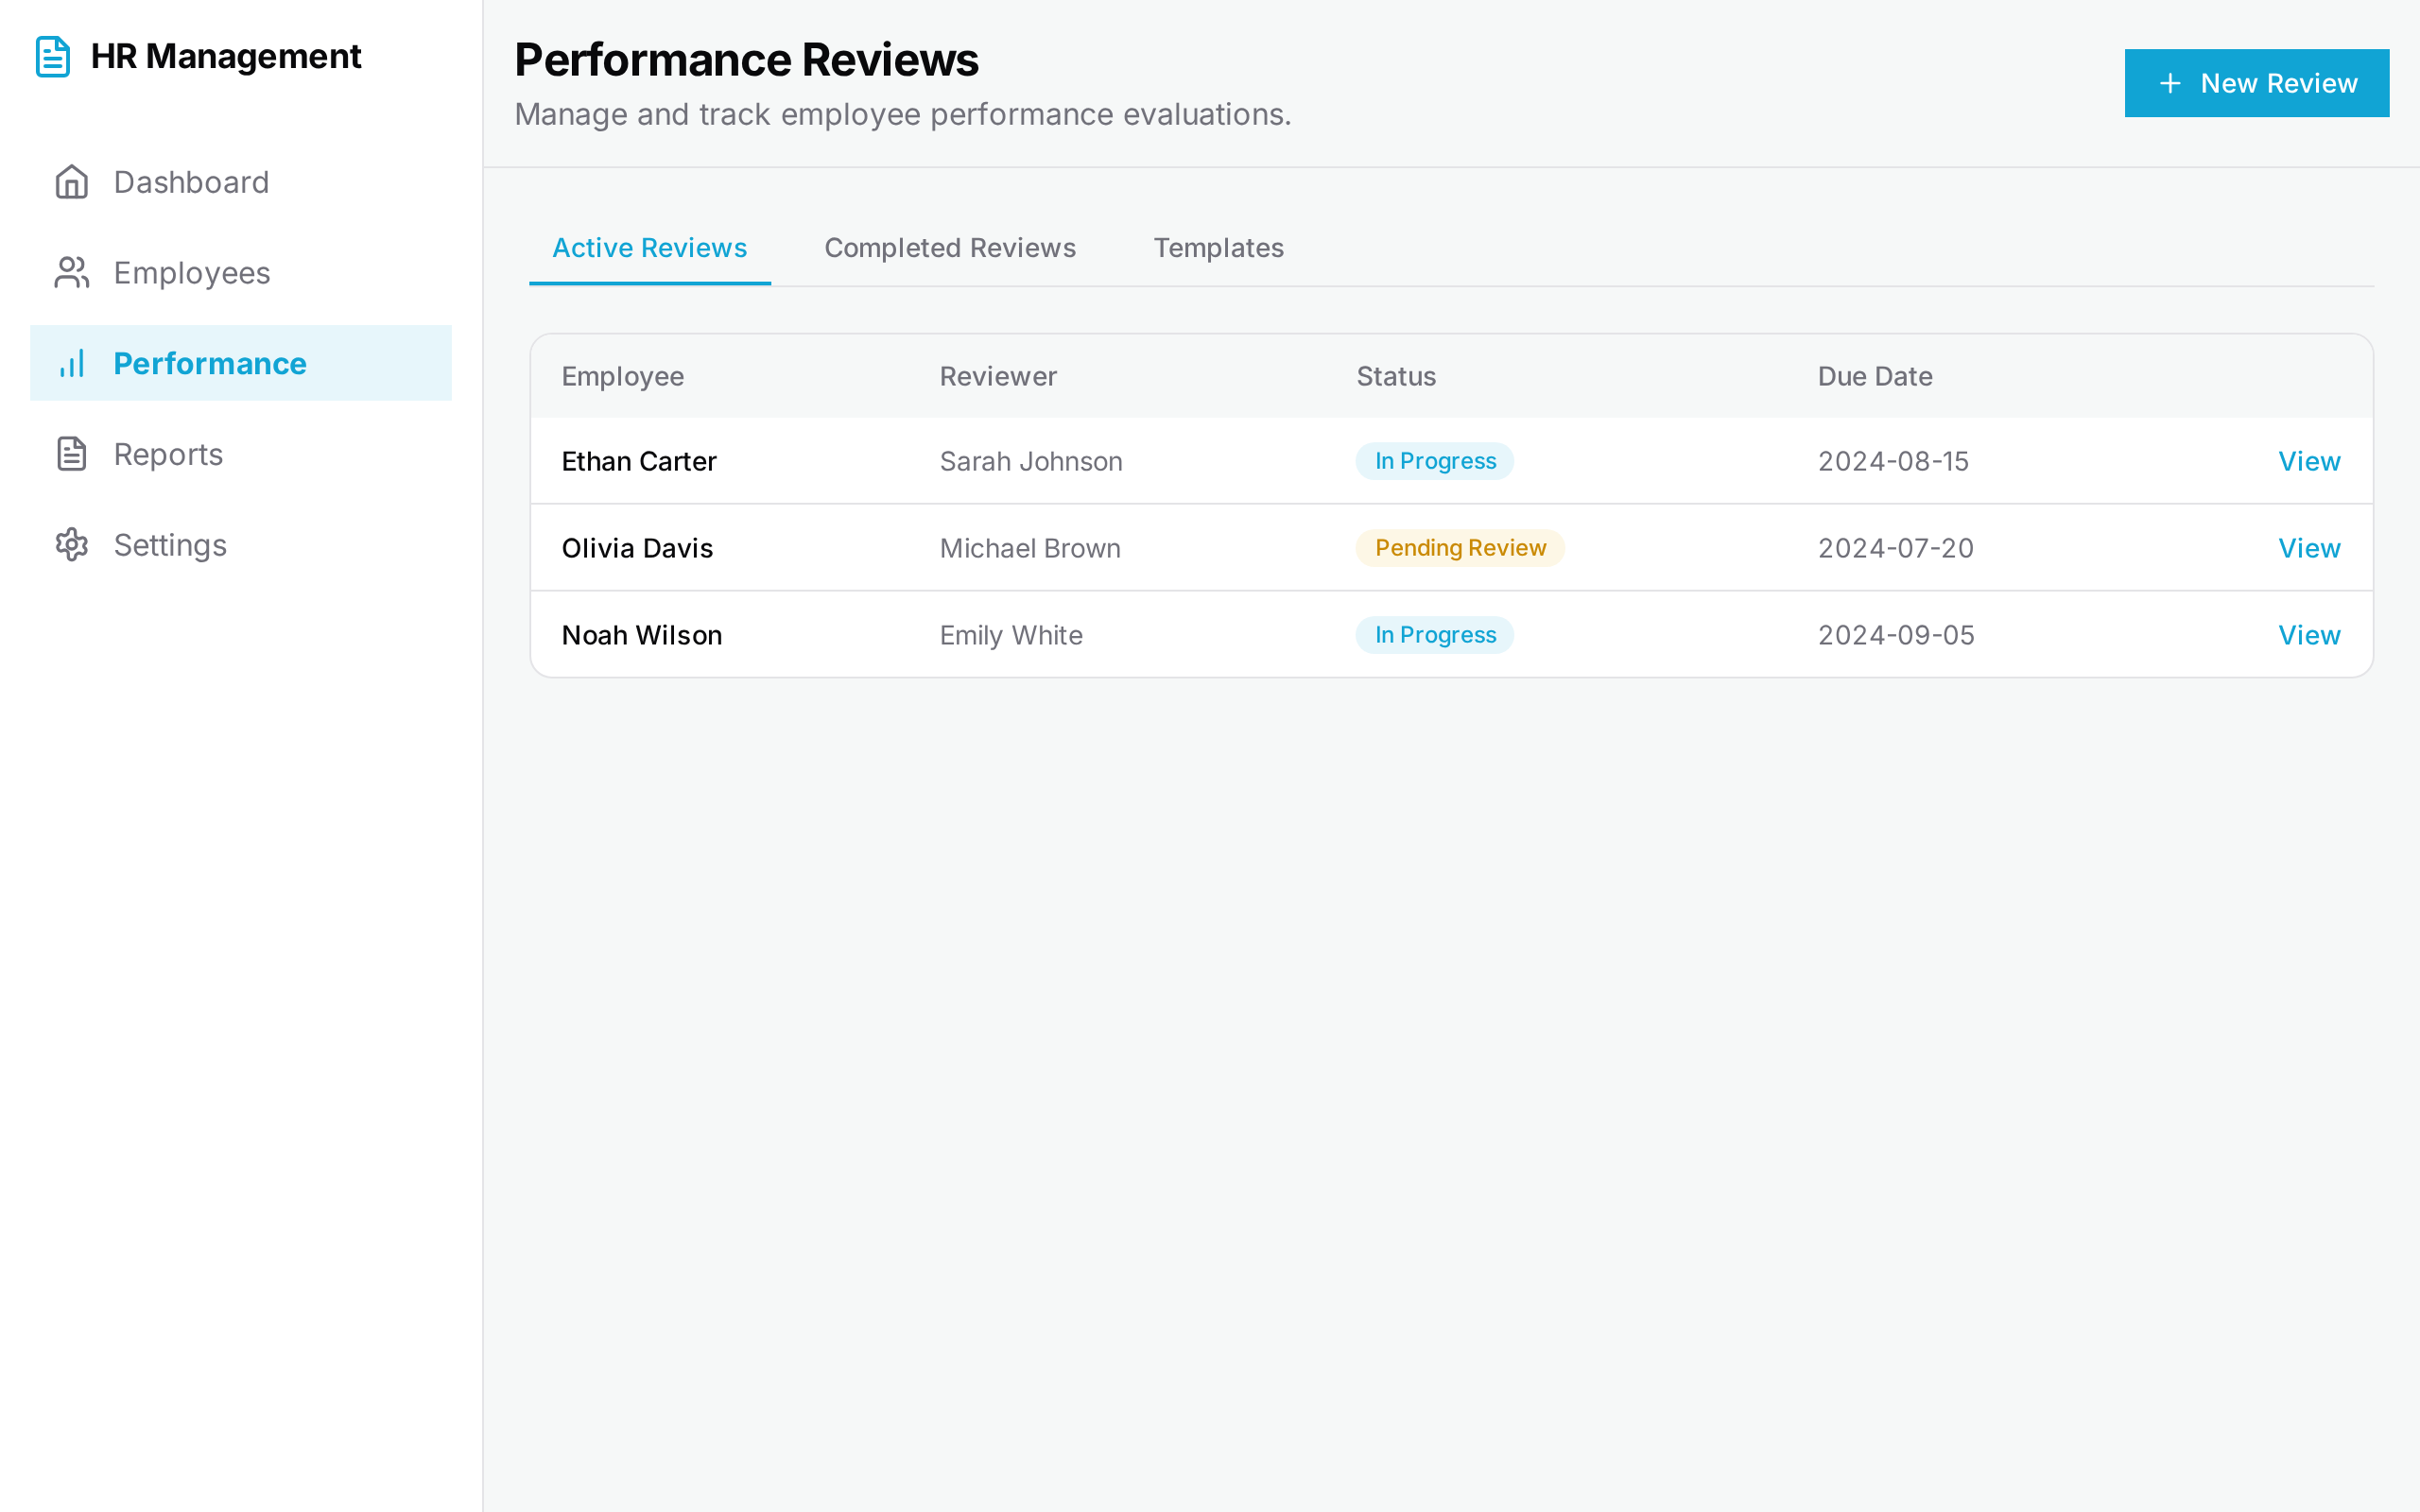 HR Management
Dashboard
Employees
Performance
Reports
Settings
Performance Reviews
Manage and track employee performance evaluations.
New Review
Active Reviews Completed Reviews Templates
Employee Reviewer Status Due Date
Ethan Carter Sarah Johnson In Progress 2024-08-15 View
Olivia Davis Michael Brown Pending Review 2024-07-20 View
Noah Wilson Emily White In Progress 2024-09-05 View